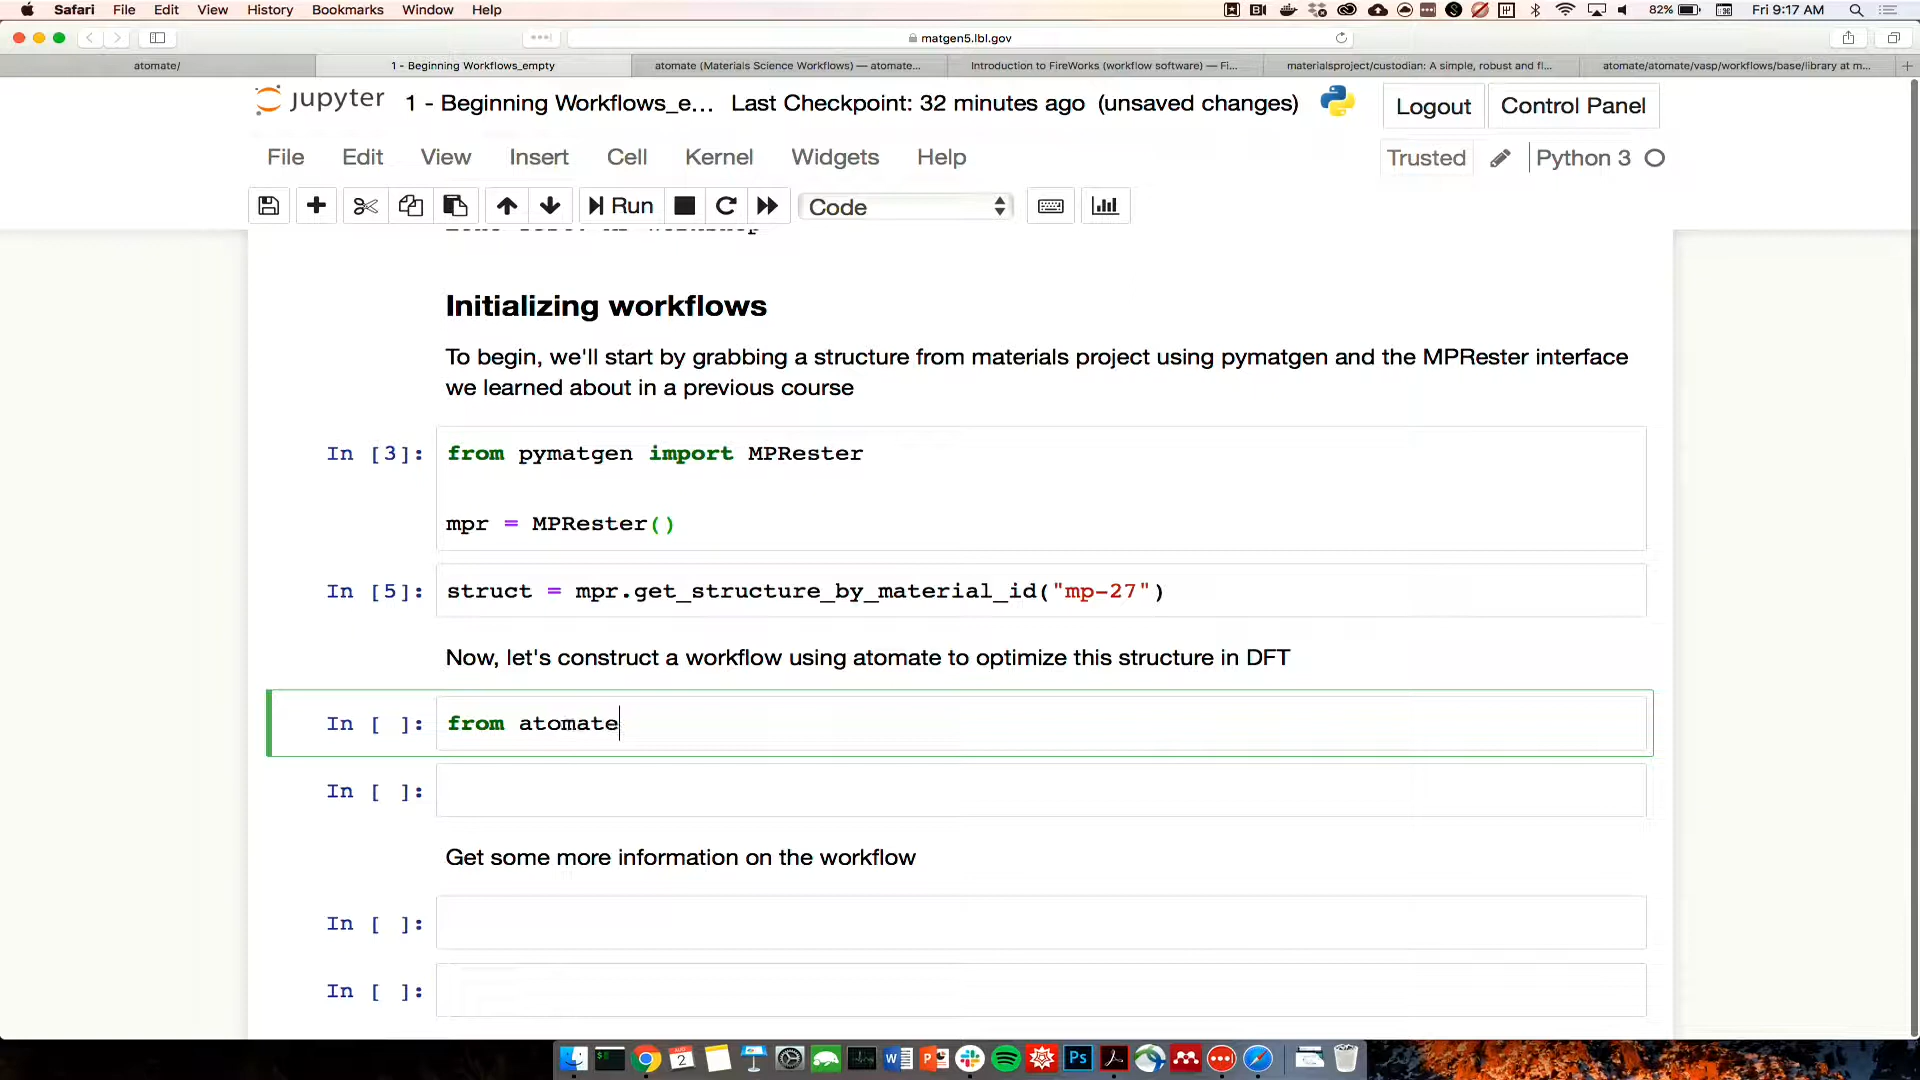 Safari File Edit View History Bookmarks Window Help 82% Fri 9:17 AM
matgen5.lbl.gov
atomate/ 1 - Beginning Workflows_empty atomate (Materials Science Workflows) — atomate... Introduction to FireWorks (workflow software) — Fi... materialsproject/custodian: A simple, robust and fl... atomate/atomate/vasp/workflows/base/library at m...
jupyter 1 - Beginning Workflows_e... Last Checkpoint: 32 minutes ago (unsaved changes) Logout Control Panel
File Edit View Insert Cell Kernel Widgets Help Trusted Python 3
Run Code
Initializing workflows
To begin, we'll start by grabbing a structure from materials project using pymatgen and the MPRester interface
we learned about in a previous course
In [3]: from pymatgen import MPRester
mpr = MPRester()
In [5]: struct = mpr.get_structure_by_material_id("mp-27")
Now, let's construct a workflow using atomate to optimize this structure in DFT
In [ ]: from atomate
In [ ]:
Get some more information on the workflow
In [ ]:
In [ ]: